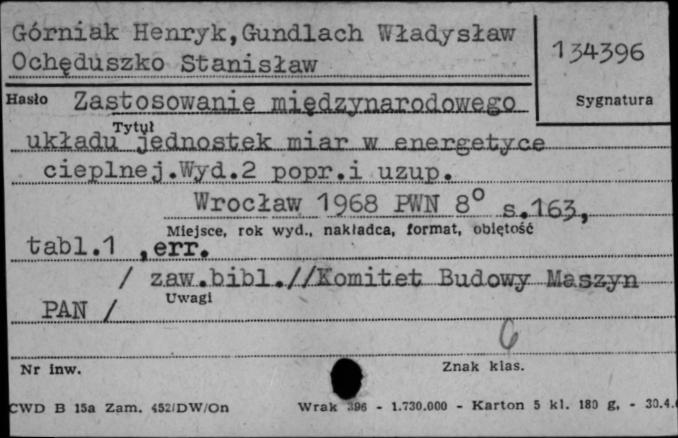 Górniak Henryk,Gundlach Władysław
Ochęduszko Stanisław
134396
Sygnatura
Hasło Zastosowanie międzynarodowego
Tytuł
układu jednostek miar w energetyce
cieplnej.Wyd.2 popr.i uzup.
Wrocław 1968 PWN 8° s.163,
Miejsce, rok wyd., nakładca, format, objętość
tabl.1 ,err.
/ zaw.bibl.//Komitet Budowy Maszyn
Uwagi
PAN /
6
Nr inw.
Znak klas.
CWD B 15a Zam. 452/DW/On Wrak 396 - 1.730.000 - Karton 5 kl. 180 g, - 30.4.